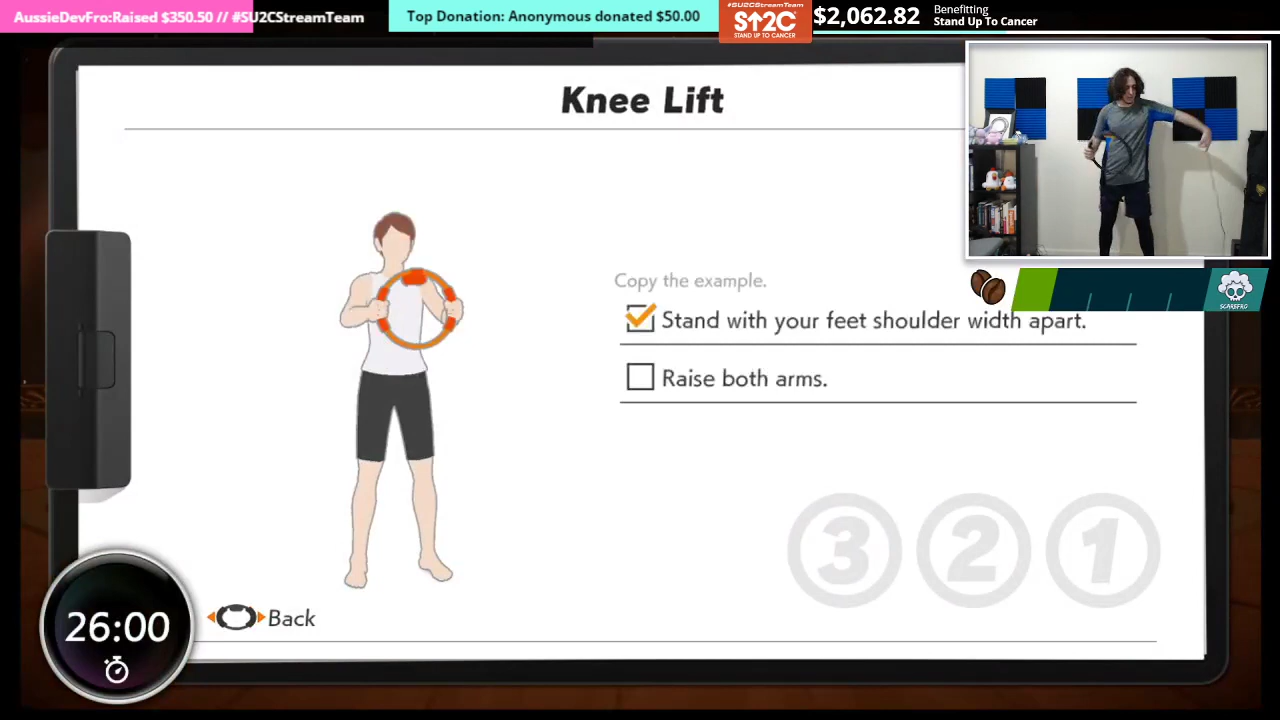 AussieDevFro:Raised $350.50 // #SU2CStreamTeam
Top Donation: Anonymous donated $50.00
#SU2CStreamTeam
S↑2C
STAND UP TO CANCER
$2,062.82
Benefitting
Stand Up To Cancer
Knee Lift
Copy the example.
Stand with your feet shoulder width apart.
Raise both arms.
SCARBFRO
3 2 1
26:00
Back